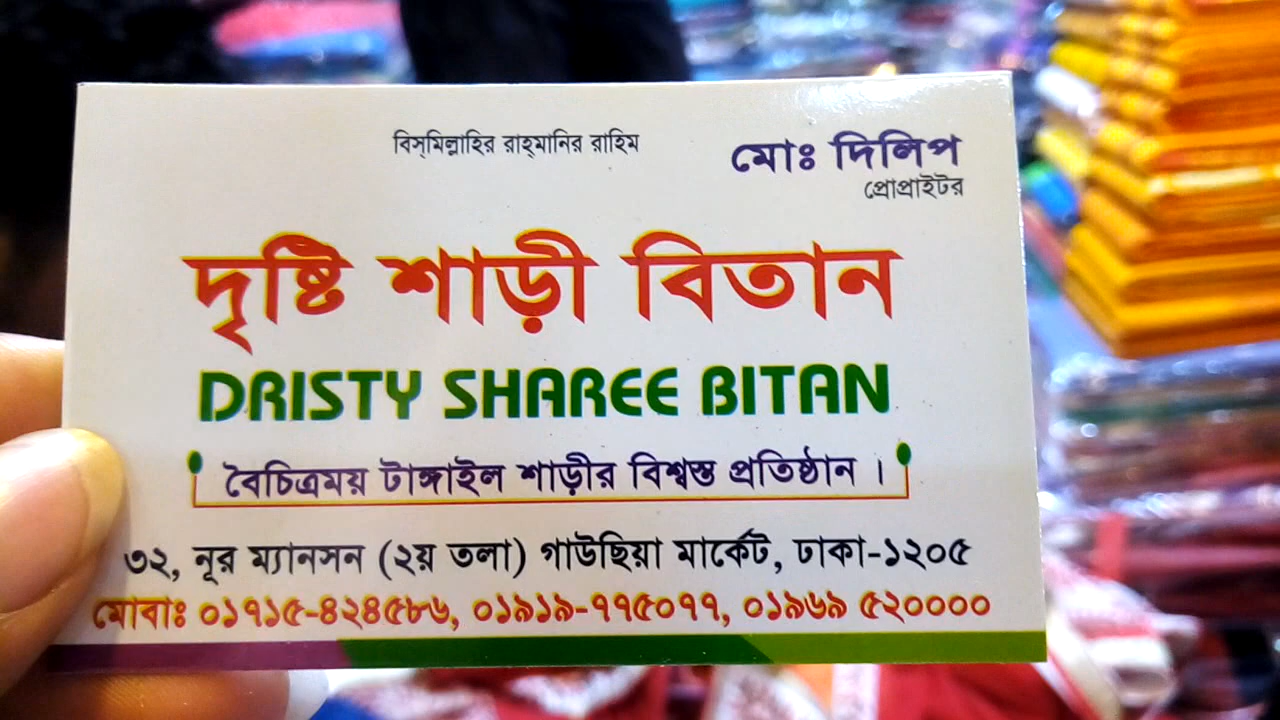 বিস্‌মিল্লাহির রাহ্‌মানির রাহিম
মোঃ দিলিপ
প্রোপ্রাইটর
দৃষ্টি শাড়ী বিতান
DRISTY SHAREE BITAN
বৈচিত্রময় টাঙ্গাইল শাড়ীর বিশ্বস্ত প্রতিষ্ঠান ।
৩২, নূর ম্যানসন (২য় তলা) গাউছিয়া মার্কেট, ঢাকা-১২০৫
মোবাঃ ০১৭১৫-৪২৪৫৮৬, ০১৯১৯-৭৭৫০৭৭, ০১৯৬৯ ৫২০০০০